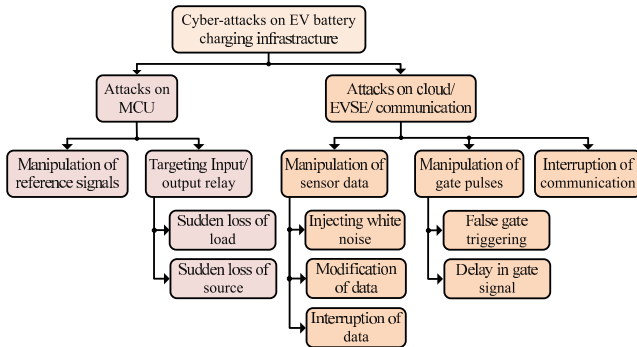 Cyber-attacks on EV battery
charging infrastracture
Attacks on
MCU
Attacks on cloud/
EVSE/ communication
Manipulation of
reference signals
Targeting Input/
output relay
Manipulation of
sensor data
Manipulation of
gate pulses
Interruption of
communication
Sudden loss of
load
Sudden loss of
source
Injecting white
noise
Modification
of data
Interruption of
data
False gate
triggering
Delay in gate
signal